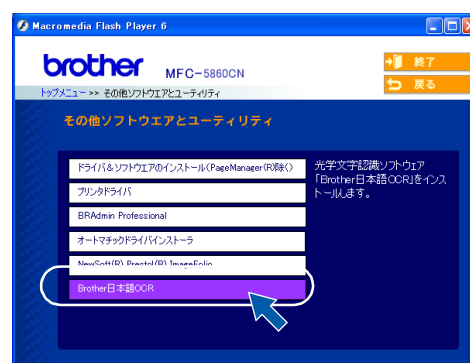 Macromedia Flash Player 6
brother
MFC-5860CN
終了
戻る
トップメニュー >> その他ソフトウエアとユーティリティ
その他ソフトウエアとユーティリティ
ドライバ&ソフトウエアのインストール(PageManager(R)除く)
プリンタドライバ
BRAdmin Professional
オートマチックドライバインストーラ
NewSoft(R) Presto!(R) ImageFolio
Brother日本語OCR
光学文字認識ソフトウェア
「Brother日本語OCR」をインス
トールします。